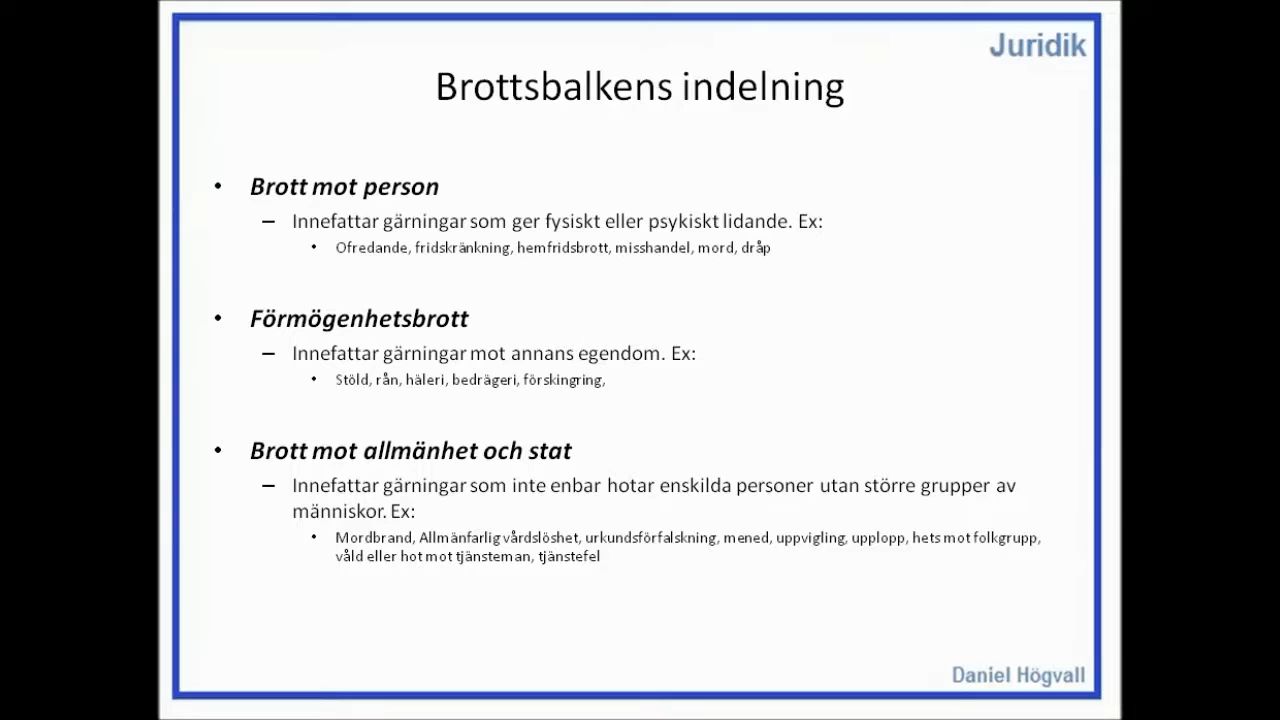 Juridik
Brottsbalkens indelning
• Brott mot person
– Innefattar gärningar som ger fysiskt eller psykiskt lidande. Ex:
• Ofredande, fridskränkning, hemfridsbrott, misshandel, mord, dråp
• Förmögenhetsbrott
– Innefattar gärningar mot annans egendom. Ex:
• Stöld, rån, häleri, bedrägeri, förskingring,
• Brott mot allmänhet och stat
– Innefattar gärningar som inte enbar hotar enskilda personer utan större grupper av
människor. Ex:
• Mordbrand, Allmänfarlig vårdslöshet, urkundsförfalskning, mened, uppvigling, upplopp, hets mot folkgrupp,
våld eller hot mot tjänsteman, tjänstefel
Daniel Högvall